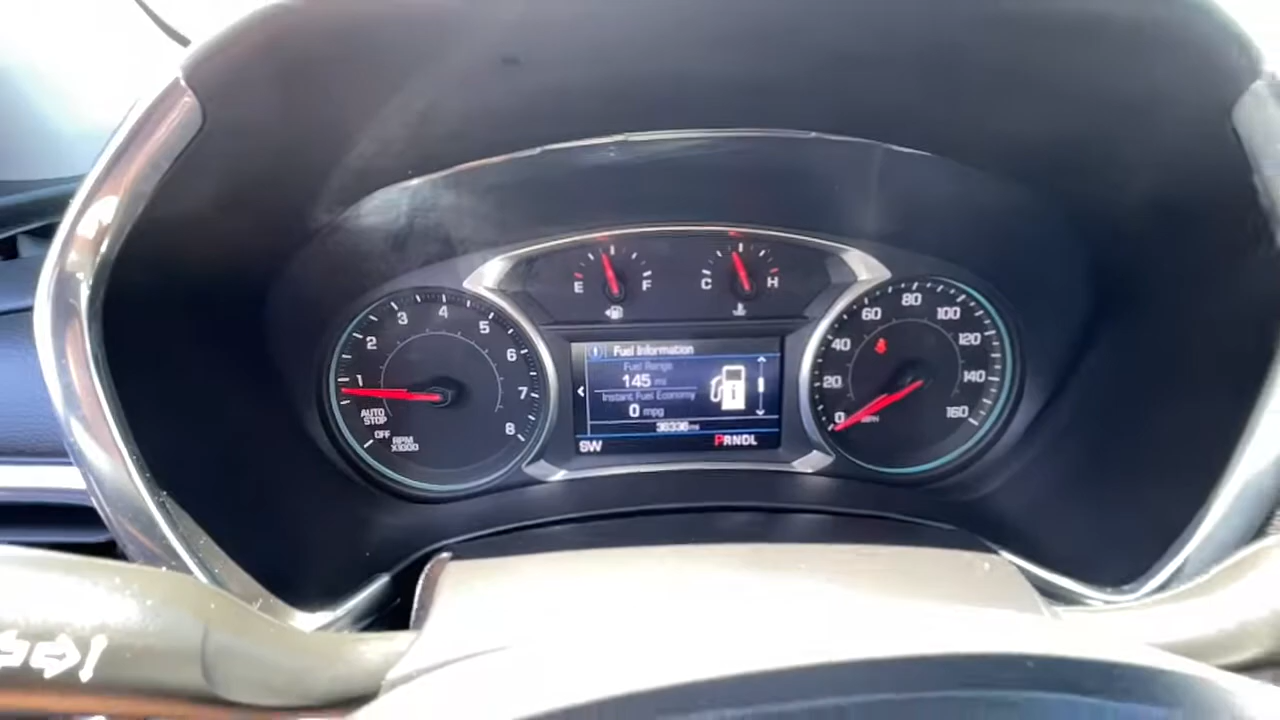 E F
C H
1 2 3 4 5 6 7 8
AUTO
STOP
OFF
RPM
X1000
Fuel Information
Fuel Range
145 mi
Instant Fuel Economy
0 mpg
36336 mi
SW PRNDL
0 20 40 60 80 100 120 140 160
MPH